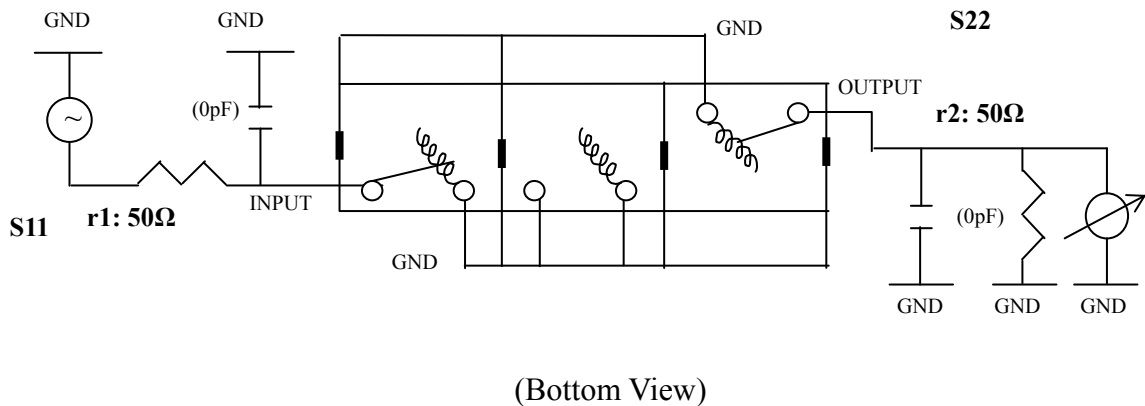 GND
GND
S22
GND
OUTPUT
(0pF)
r2: 50Ω
~
INPUT
(0pF)
r1: 50Ω
S11
GND
GND
GND
GND
(Bottom View)